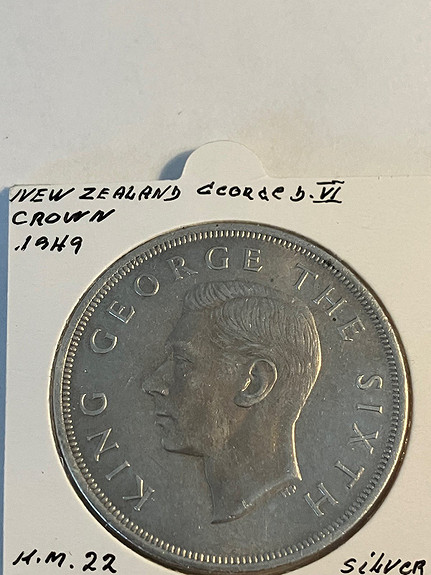 NEW ZEALAND George D. VI
CROWN
.1949
KING GEORGE THE SIXTH
K.M. 22
SILVER